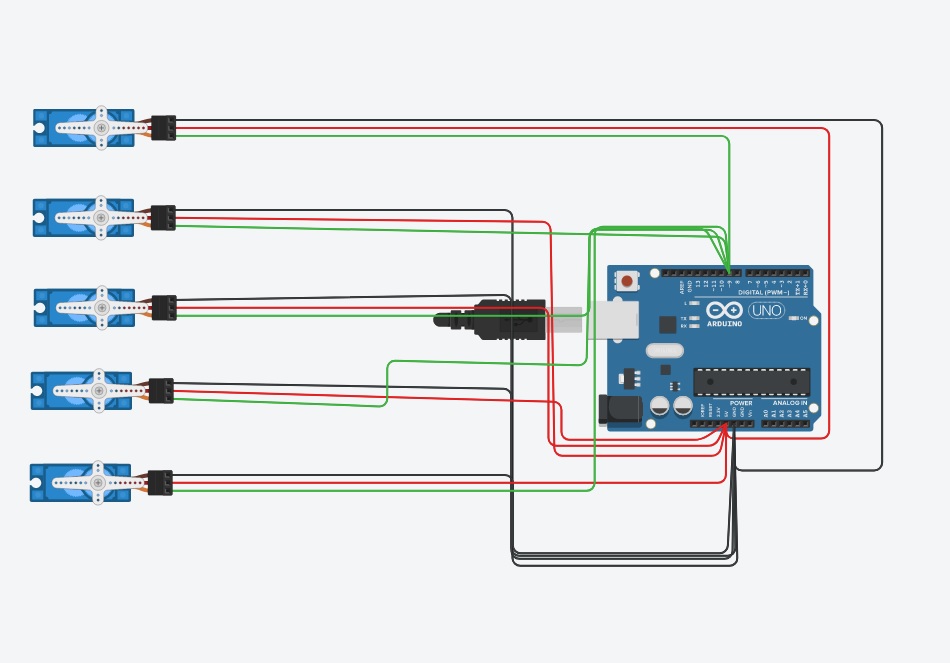 AREF
GND
13
12
~11
~10
~9
8
7
~6
~5
4
~3
2
TX→1
RX←0
DIGITAL (PWM~)
L
TX
RX
UNO
ON
ARDUINO
POWER
ANALOG IN
IOREF
RESET
3.3V
5V
GND
GND
Vin
A0
A1
A2
A3
A4
A5